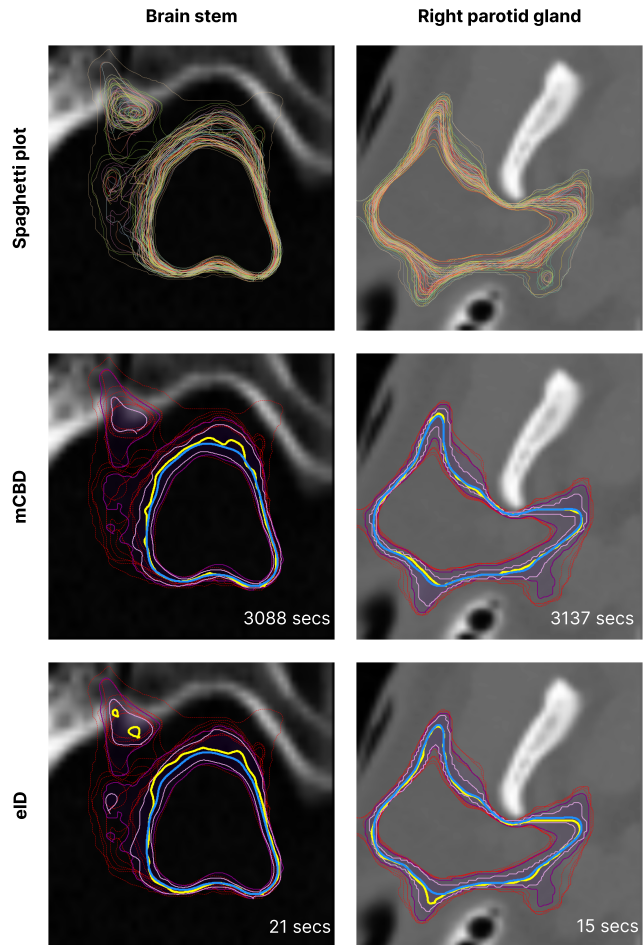 Brain stem
Right parotid gland
Spaghetti plot
mCBD
3088 secs
3137 secs
eID
21 secs
15 secs